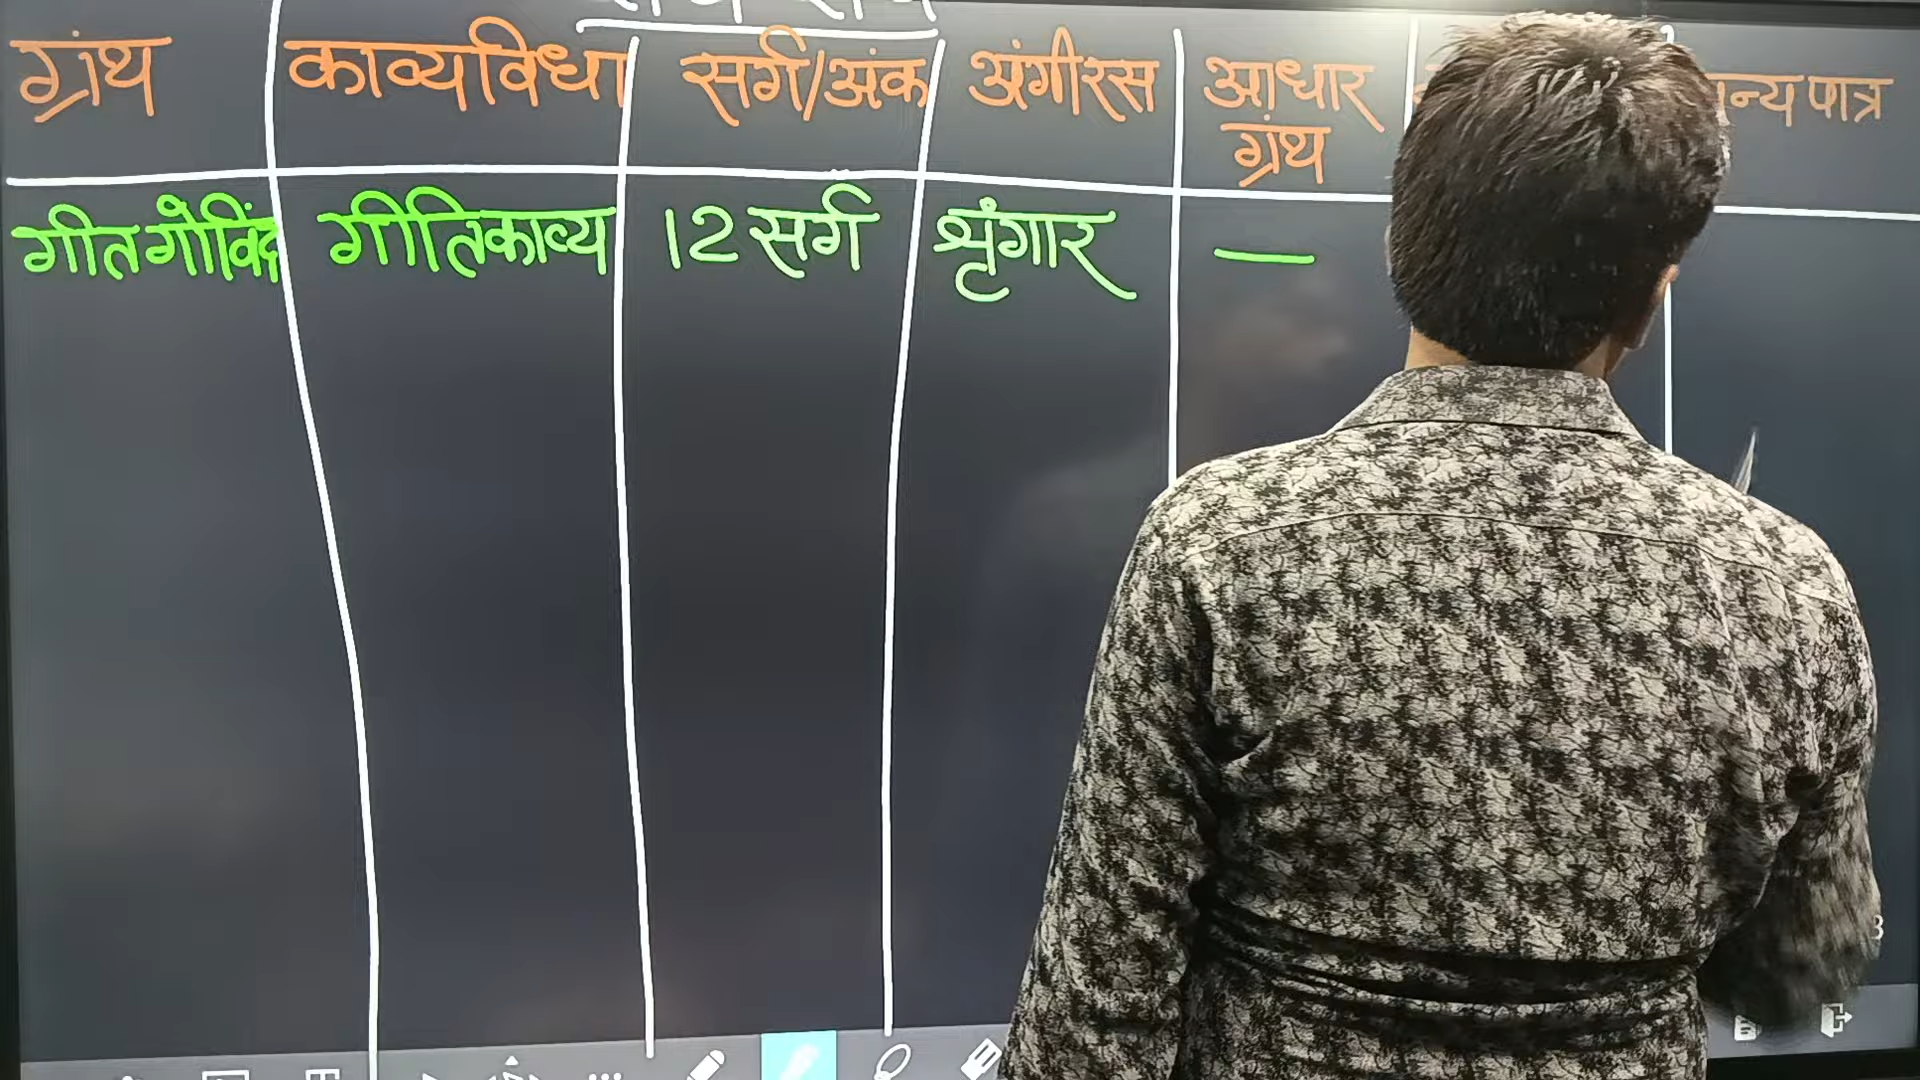 ग्रंथ काव्यविधा सर्ग/अंक अंगीरस आधार ग्रंथ पात्र
गीतगोविंद गीतिकाव्य 12 सर्ग श्रृंगार —